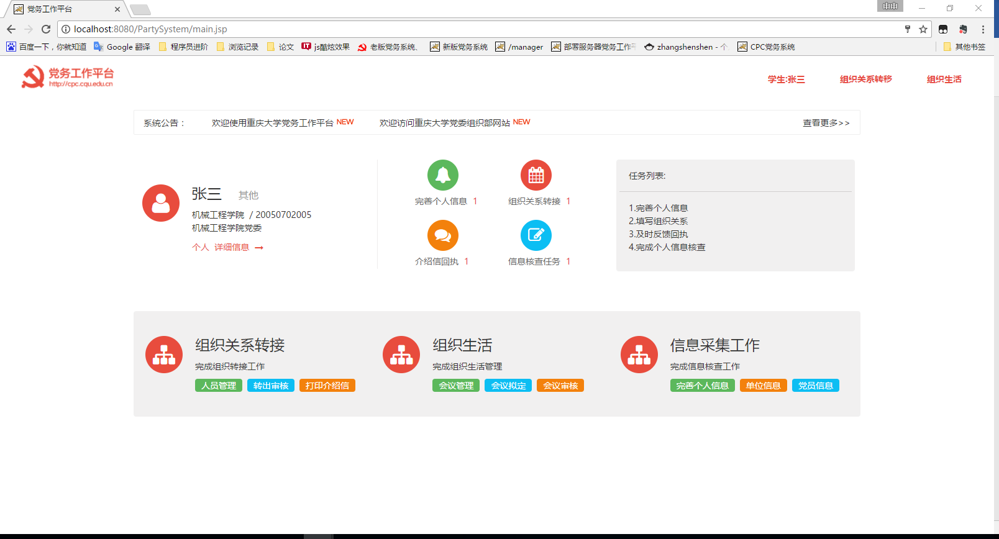 党务工作平台
申申
localhost:8080/PartySystem/main.jsp
百度一下，你就知道 Google 翻译 程序员进阶 浏览记录 论文 js酷炫效果 老版党务系统、 新版党务系统 /manager 部署服务器党务工作平 zhangshenshen - 个 CPC党务系统 其他书签
党务工作平台
http://cpc.cqu.edu.cn
学生:张三 组织关系转移 组织生活
系统公告： 欢迎使用重庆大学党务工作平台 NEW 欢迎访问重庆大学党委组织部网站 NEW 查看更多>>
张三 其他
机械工程学院 / 20050702005
机械工程学院党委
个人 详细信息
完善个人信息 1 组织关系转接 1
介绍信回执 1 信息核查任务 1
任务列表:
1.完善个人信息
2.填写组织关系
3.及时反馈回执
4.完成个人信息核查
组织关系转接
完成组织转接工作
人员管理 转出审核 打印介绍信
组织生活
完成组织生活管理
会议管理 会议拟定 会议审核
信息采集工作
完成信息核查工作
完善个人信息 单位信息 党员信息